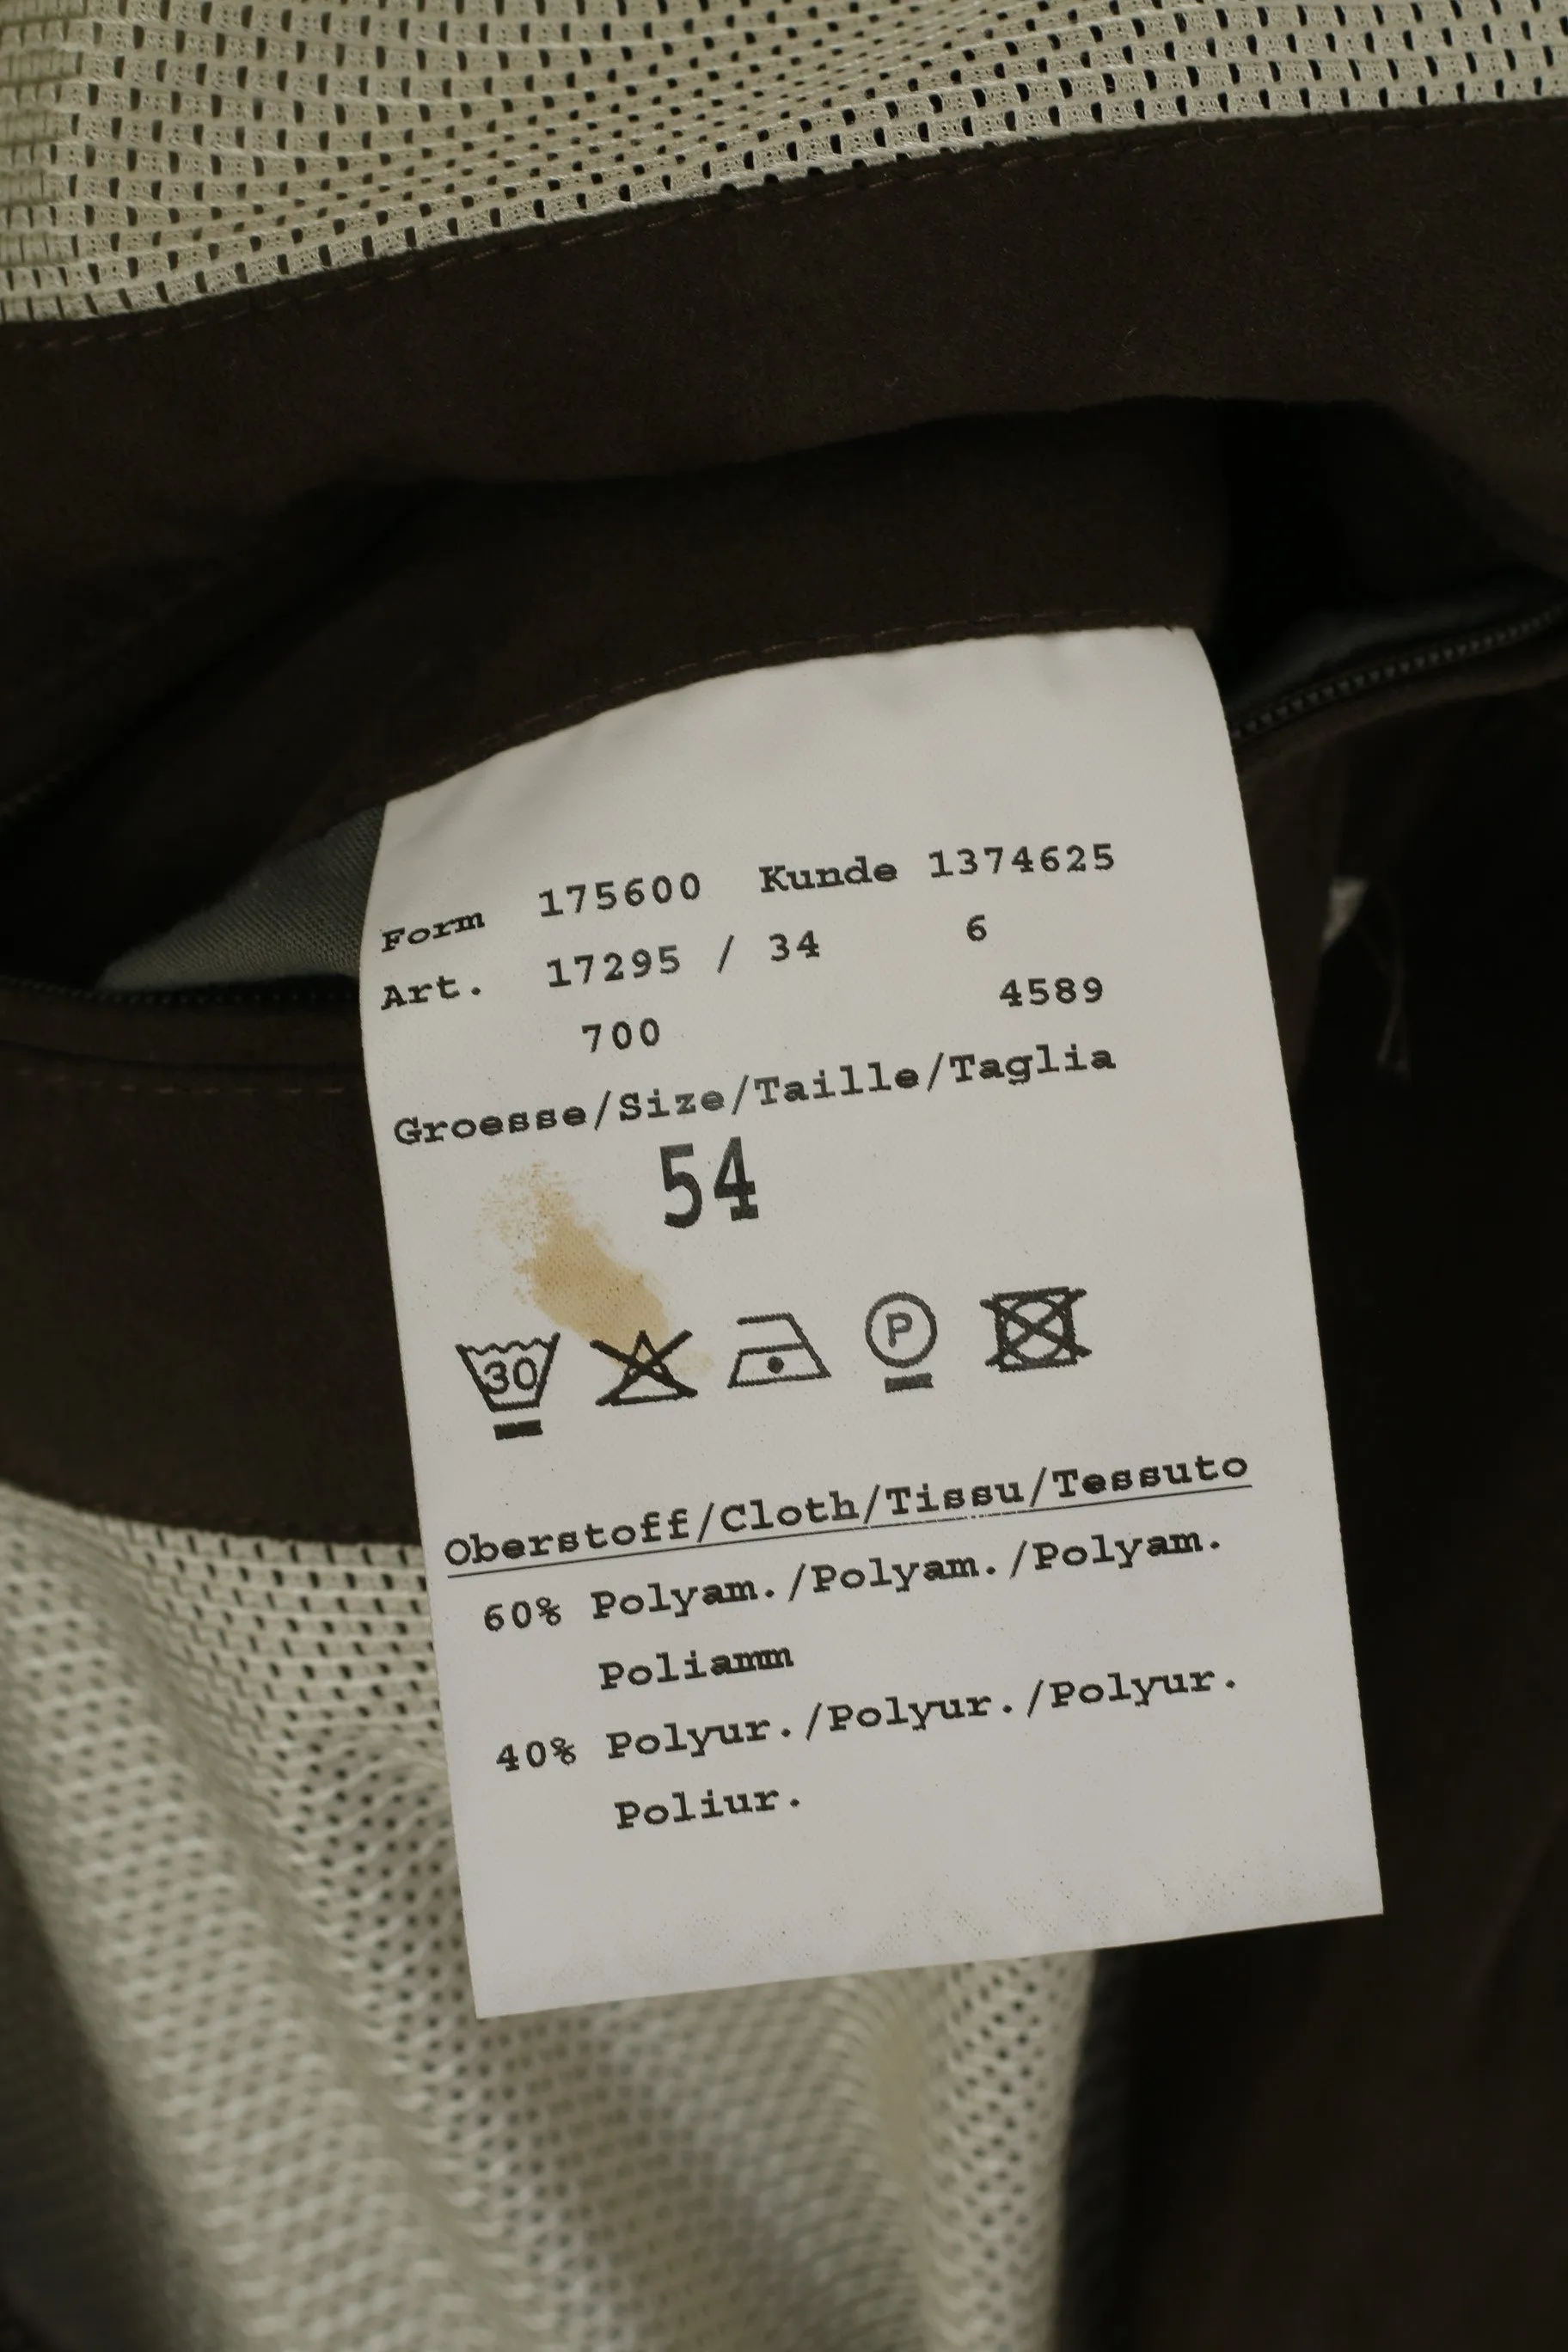 Form 175600 Kunde 1374625
Art. 17295 / 34 6
700 4589
Groesse/Size/Taille/Taglia
54
30 P
Oberstoff/Cloth/Tissu/Tessuto
60% Polyam./Polyam./Polyam.
Poliamm
40% Polyur./Polyur./Polyur.
Poliur.